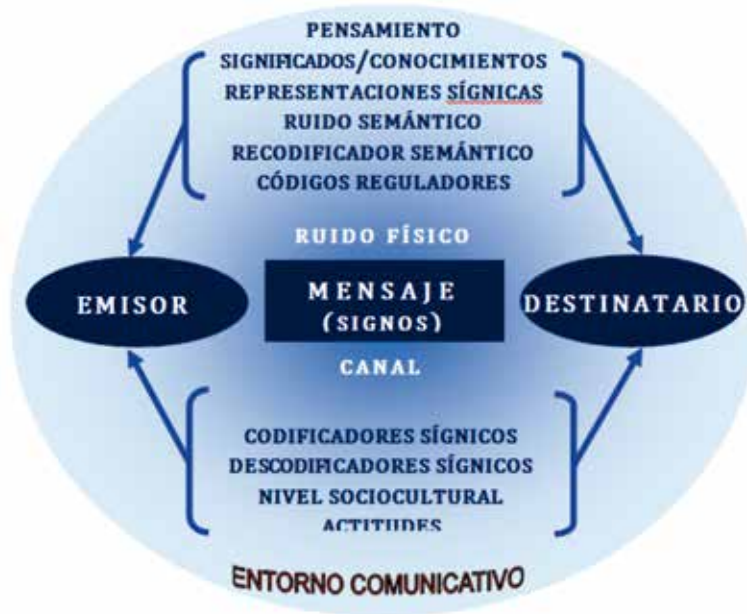 PENSAMIENTO
SIGNIFICADOS/CONOCIMIENTOS
REPRESENTACIONES SÍGNICAS
RUIDO SEMÁNTICO
RECODIFICADOR SEMÁNTICO
CÓDIGOS REGULADORES
RUIDO FÍSICO
EMISOR
MENSAJE
(SIGNOS)
DESTINATARIO
CANAL
CODIFICADORES SÍGNICOS
DESCODIFICADORES SÍGNICOS
NIVEL SOCIOCULTURAL
ACTITUDES
ENTORNO COMUNICATIVO